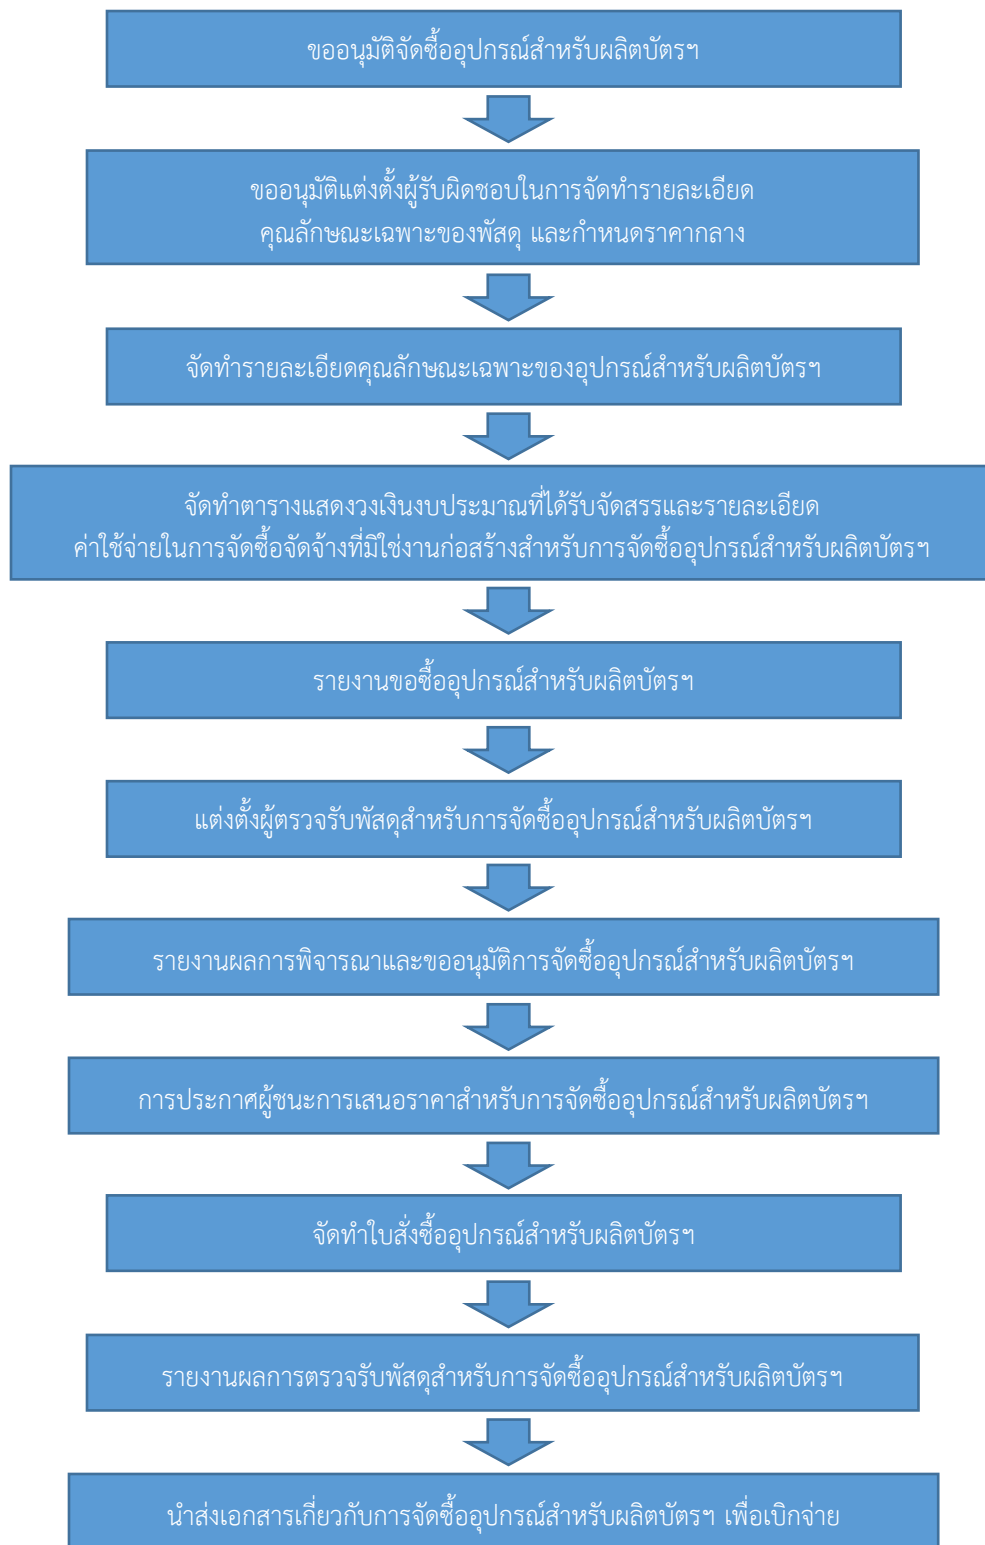 ขออนุมัติจัดซื้ออุปกรณ์สำหรับผลิตบัตรฯ
ขออนุมัติแต่งตั้งผู้รับผิดชอบในการจัดทำรายละเอียด
คุณลักษณะเฉพาะของพัสดุ และกำหนดราคากลาง
จัดทำรายละเอียดคุณลักษณะเฉพาะของอุปกรณ์สำหรับผลิตบัตรฯ
จัดทำตารางแสดงวงเงินงบประมาณที่ได้รับจัดสรรและรายละเอียด
ค่าใช้จ่ายในการจัดซื้อจัดจ้างที่มิใช่งานก่อสร้างสำหรับการจัดซื้ออุปกรณ์สำหรับผลิตบัตรฯ
รายงานขอซื้ออุปกรณ์สำหรับผลิตบัตรฯ
แต่งตั้งผู้ตรวจรับพัสดุสำหรับการจัดซื้ออุปกรณ์สำหรับผลิตบัตรฯ
รายงานผลการพิจารณาและขออนุมัติการจัดซื้ออุปกรณ์สำหรับผลิตบัตรฯ
การประกาศผู้ชนะการเสนอราคาสำหรับการจัดซื้ออุปกรณ์สำหรับผลิตบัตรฯ
จัดทำใบสั่งซื้ออุปกรณ์สำหรับผลิตบัตรฯ
รายงานผลการตรวจรับพัสดุสำหรับการจัดซื้ออุปกรณ์สำหรับผลิตบัตรฯ
นำส่งเอกสารเกี่ยวกับการจัดซื้ออุปกรณ์สำหรับผลิตบัตรฯ เพื่อเบิกจ่าย